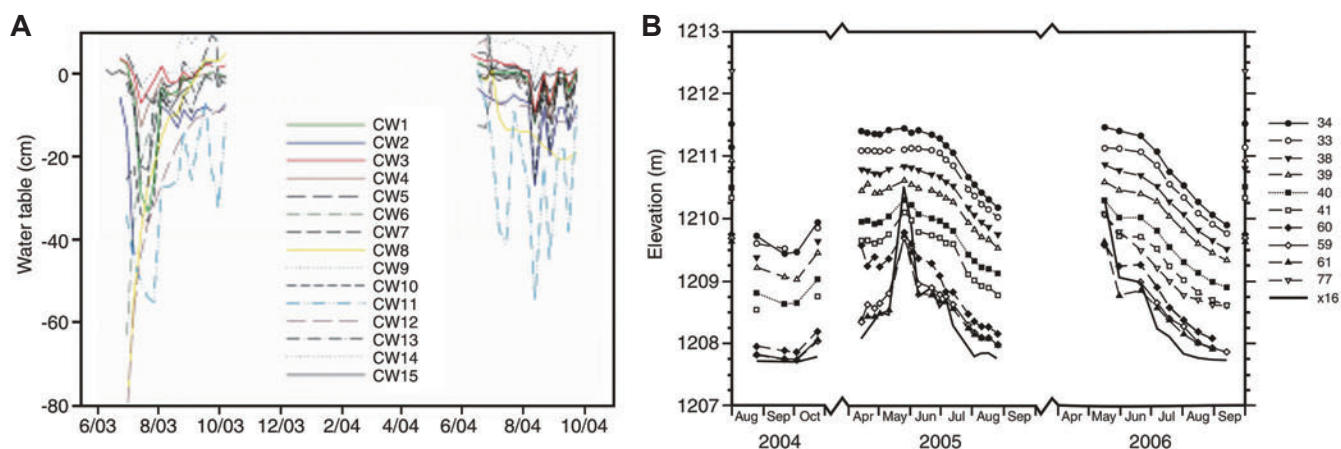 A
Water table (cm)
0
-20
-40
-60
-80
6/03 8/03 10/03 12/03 2/04 4/04 6/04 8/04 10/04
CW1
CW2
CW3
CW4
CW5
CW6
CW7
CW8
CW9
CW10
CW11
CW12
CW13
CW14
CW15
B
Elevation (m)
1213
1212
1211
1210
1209
1208
1207
Aug Sep Oct Apr May Jun Jul Aug Sep Apr May Jun Jul Aug Sep
2004 2005 2006
34
33
38
39
40
41
60
59
61
77
x16